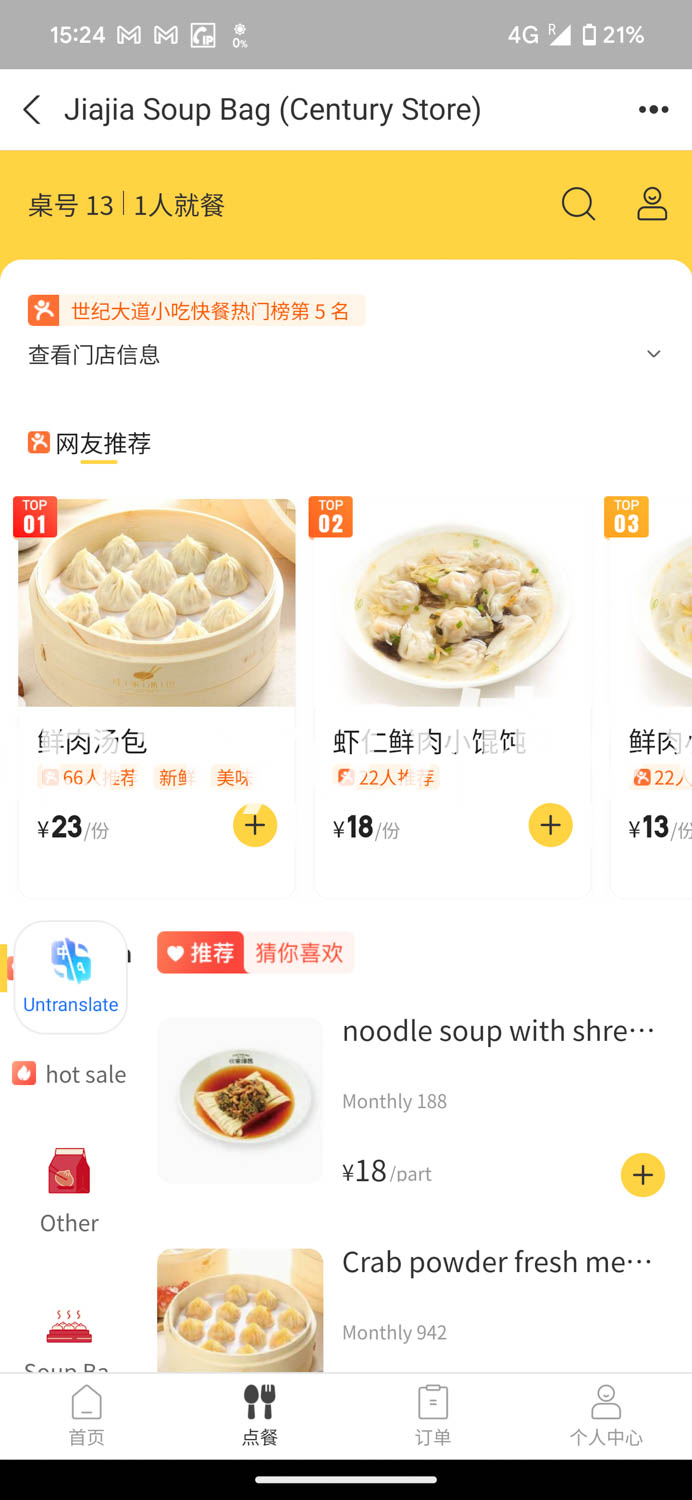 15:24
0%
4G R 21%
Jiajia Soup Bag (Century Store)
桌号 13 1人就餐
世纪大道小吃快餐热门榜第 5 名
查看门店信息
网友推荐
TOP 01
TOP 02
TOP 03
鲜肉汤包
虾仁鲜肉小馄饨
鲜肉
66人推荐 新鲜 美味
22人推荐
22人
¥23/份
¥18/份
¥13/份
推荐 猜你喜欢
Untranslate
noodle soup with shre…
hot sale
Monthly 188
¥18/part
Other
Crab powder fresh me…
Monthly 942
Soup Ba
首页
点餐
订单
个人中心